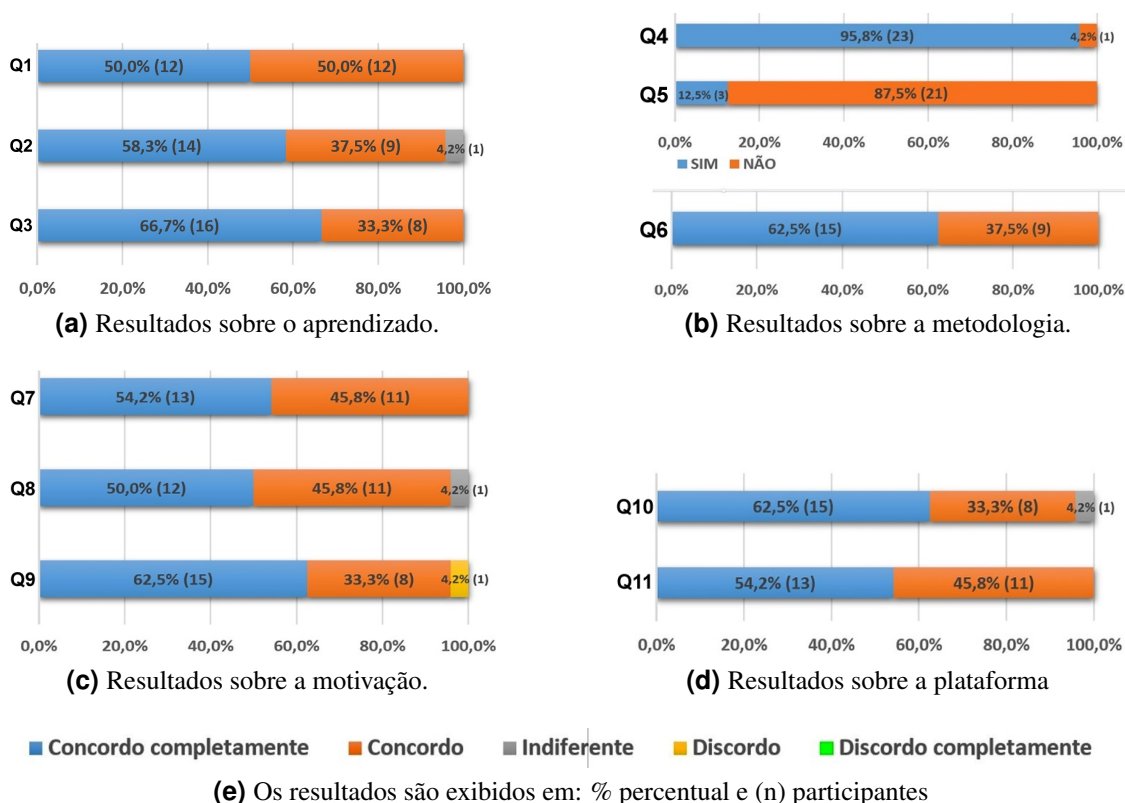 Q1 50,0% (12) 50,0% (12)
Q2 58,3% (14) 37,5% (9) 4,2% (1)
Q3 66,7% (16) 33,3% (8)
0,0% 20,0% 40,0% 60,0% 80,0% 100,0%
(a) Resultados sobre o aprendizado.
Q4 95,8% (23) 4,2% (1)
Q5 12,5% (3) 87,5% (21)
0,0% 20,0% 40,0% 60,0% 80,0% 100,0%
SIM NÃO
Q6 62,5% (15) 37,5% (9)
0,0% 20,0% 40,0% 60,0% 80,0% 100,0%
(b) Resultados sobre a metodologia.
Q7 54,2% (13) 45,8% (11)
Q8 50,0% (12) 45,8% (11) 4,2% (1)
Q9 62,5% (15) 33,3% (8) 4,2% (1)
0,0% 20,0% 40,0% 60,0% 80,0% 100,0%
(c) Resultados sobre a motivação.
Q10 62,5% (15) 33,3% (8) 4,2% (1)
Q11 54,2% (13) 45,8% (11)
0,0% 20,0% 40,0% 60,0% 80,0% 100,0%
(d) Resultados sobre a plataforma
Concordo completamente Concordo Indiferente Discordo Discordo completamente
(e) Os resultados são exibidos em: % percentual e (n) participantes